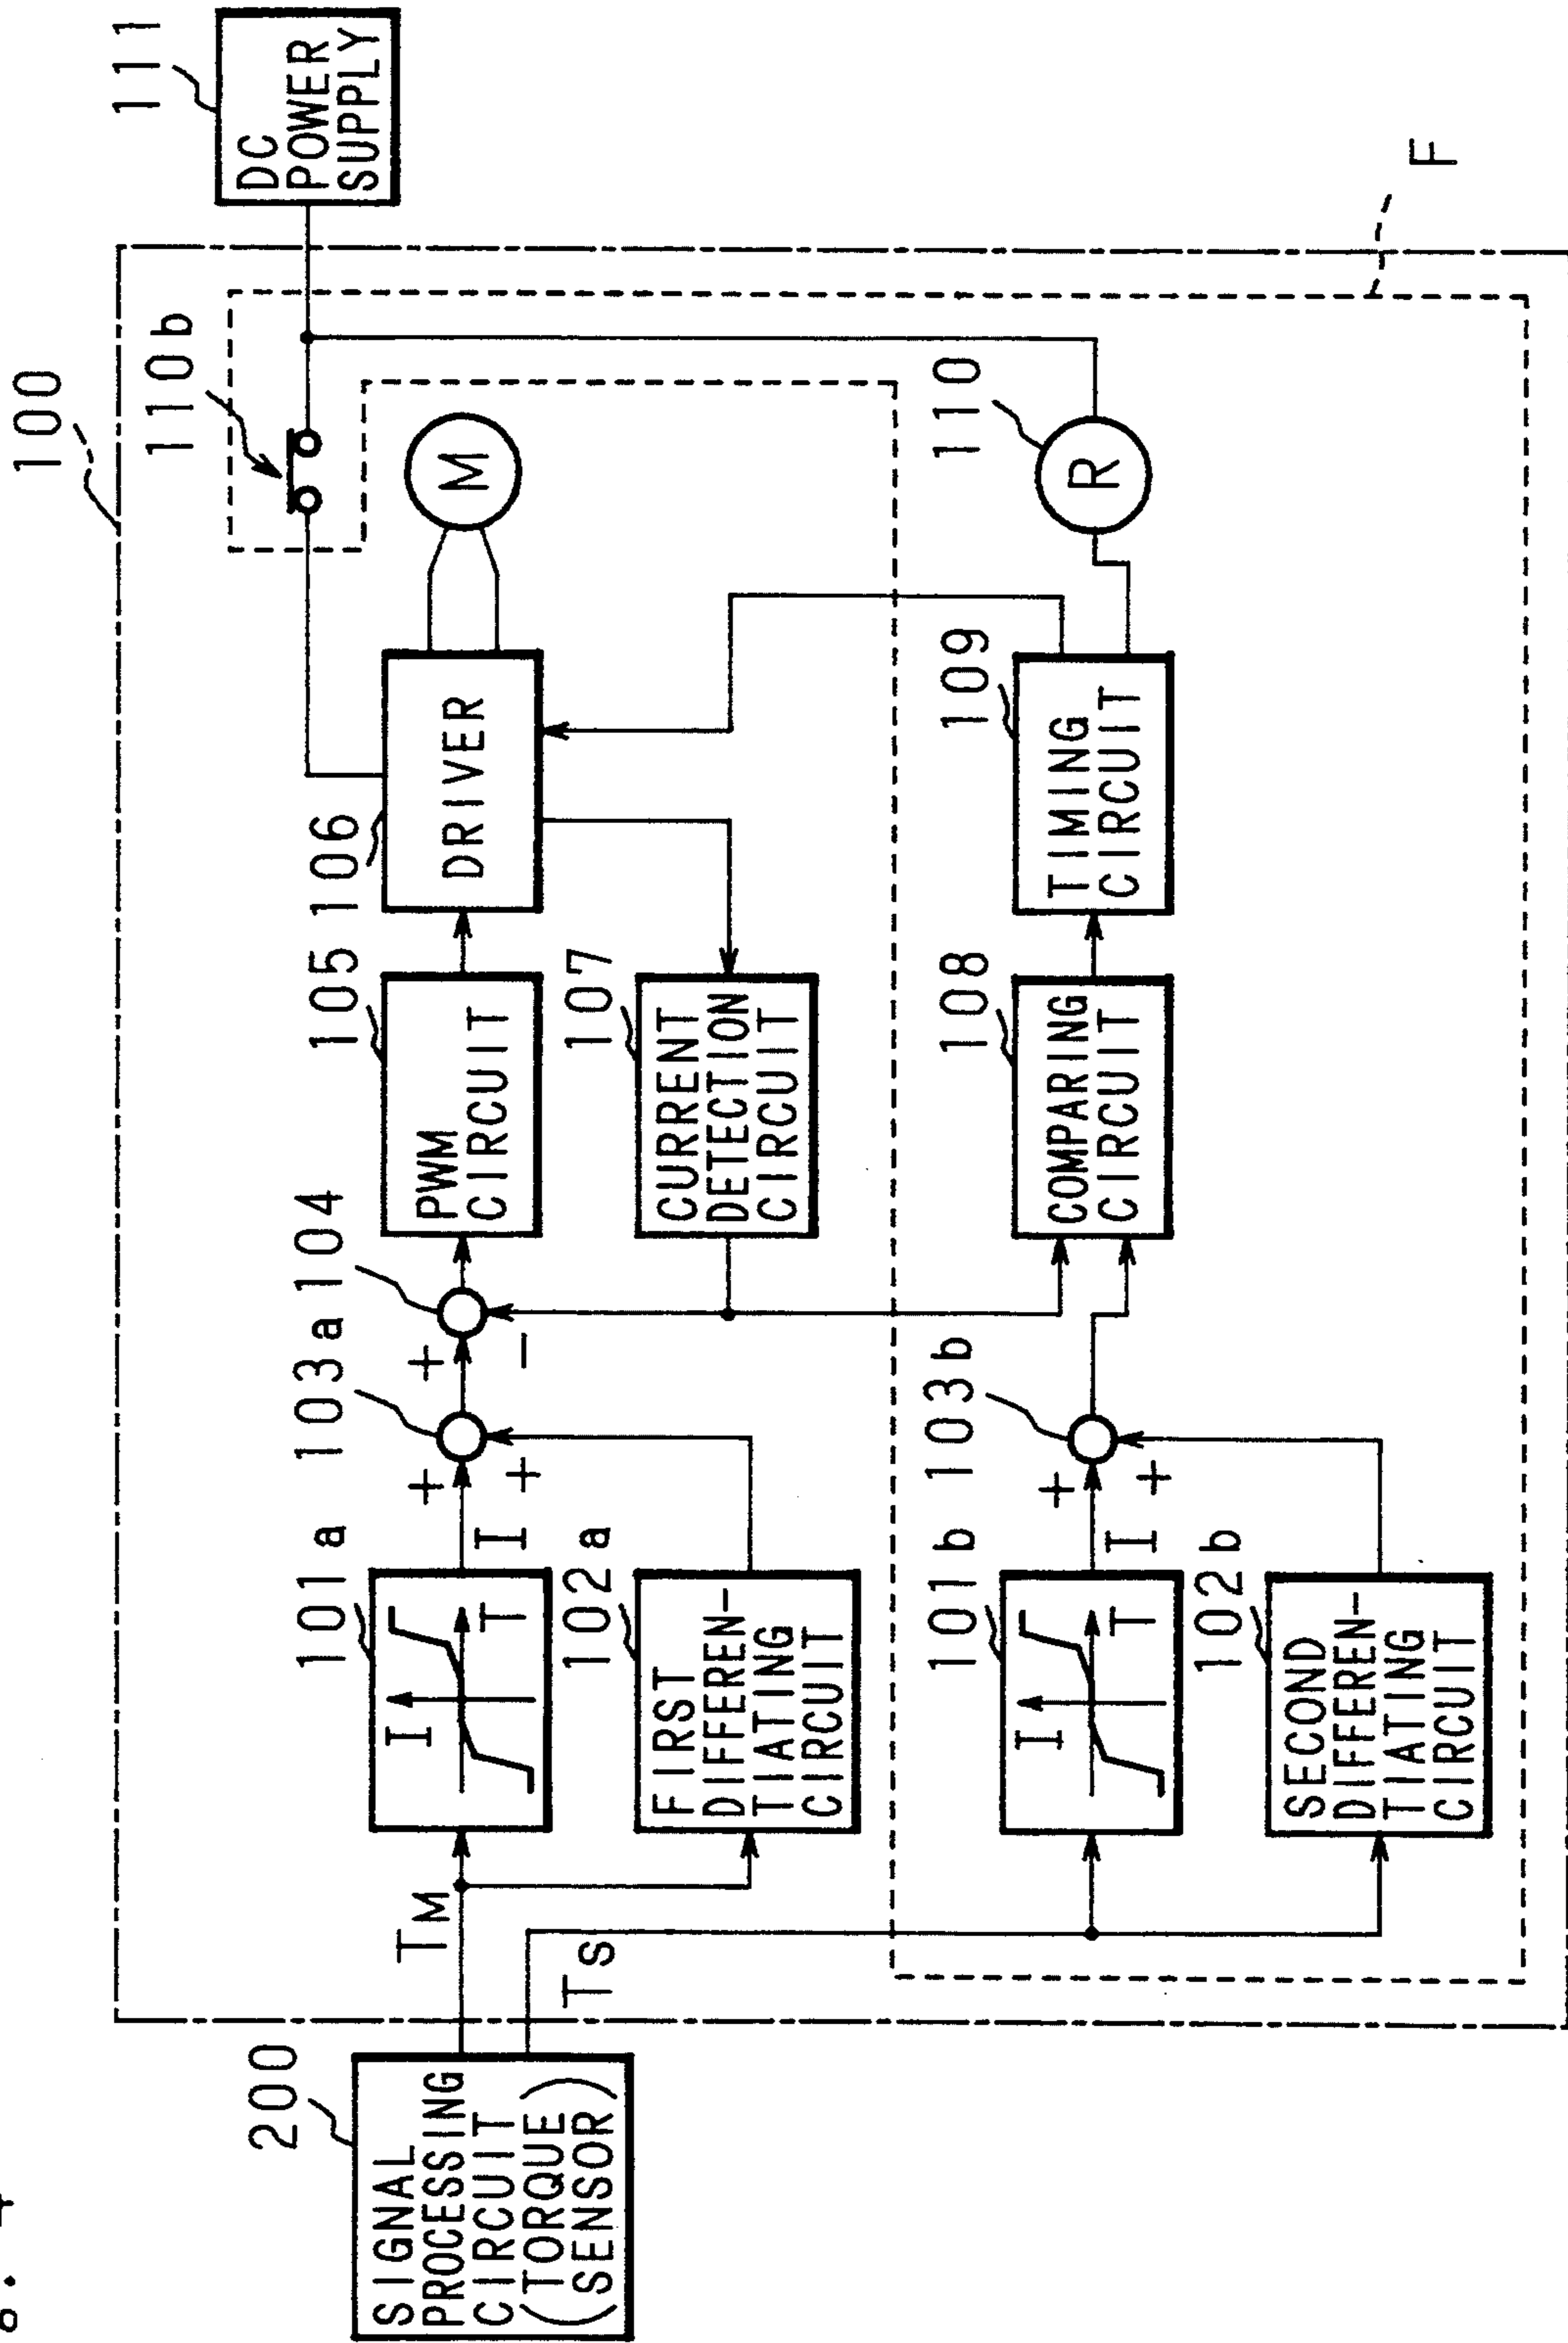 100
111
DC
POWER
SUPPLY
110b
F
M
110
R
106
DRIVER
109
TIMING
CIRCUIT
105
PWM
CIRCUIT
107
CURRENT
DETECTION
CIRCUIT
108
COMPARING
CIRCUIT
104
+
−
103a
+
+
103b
+
+
101a
I
I
T
102a
FIRST
DIFFEREN-
TIATING
CIRCUIT
101b
I
I
T
102b
SECOND
DIFFEREN-
TIATING
CIRCUIT
TM
TS
200
SIGNAL
PROCESSING
CIRCUIT
(TORQUE
SENSOR)